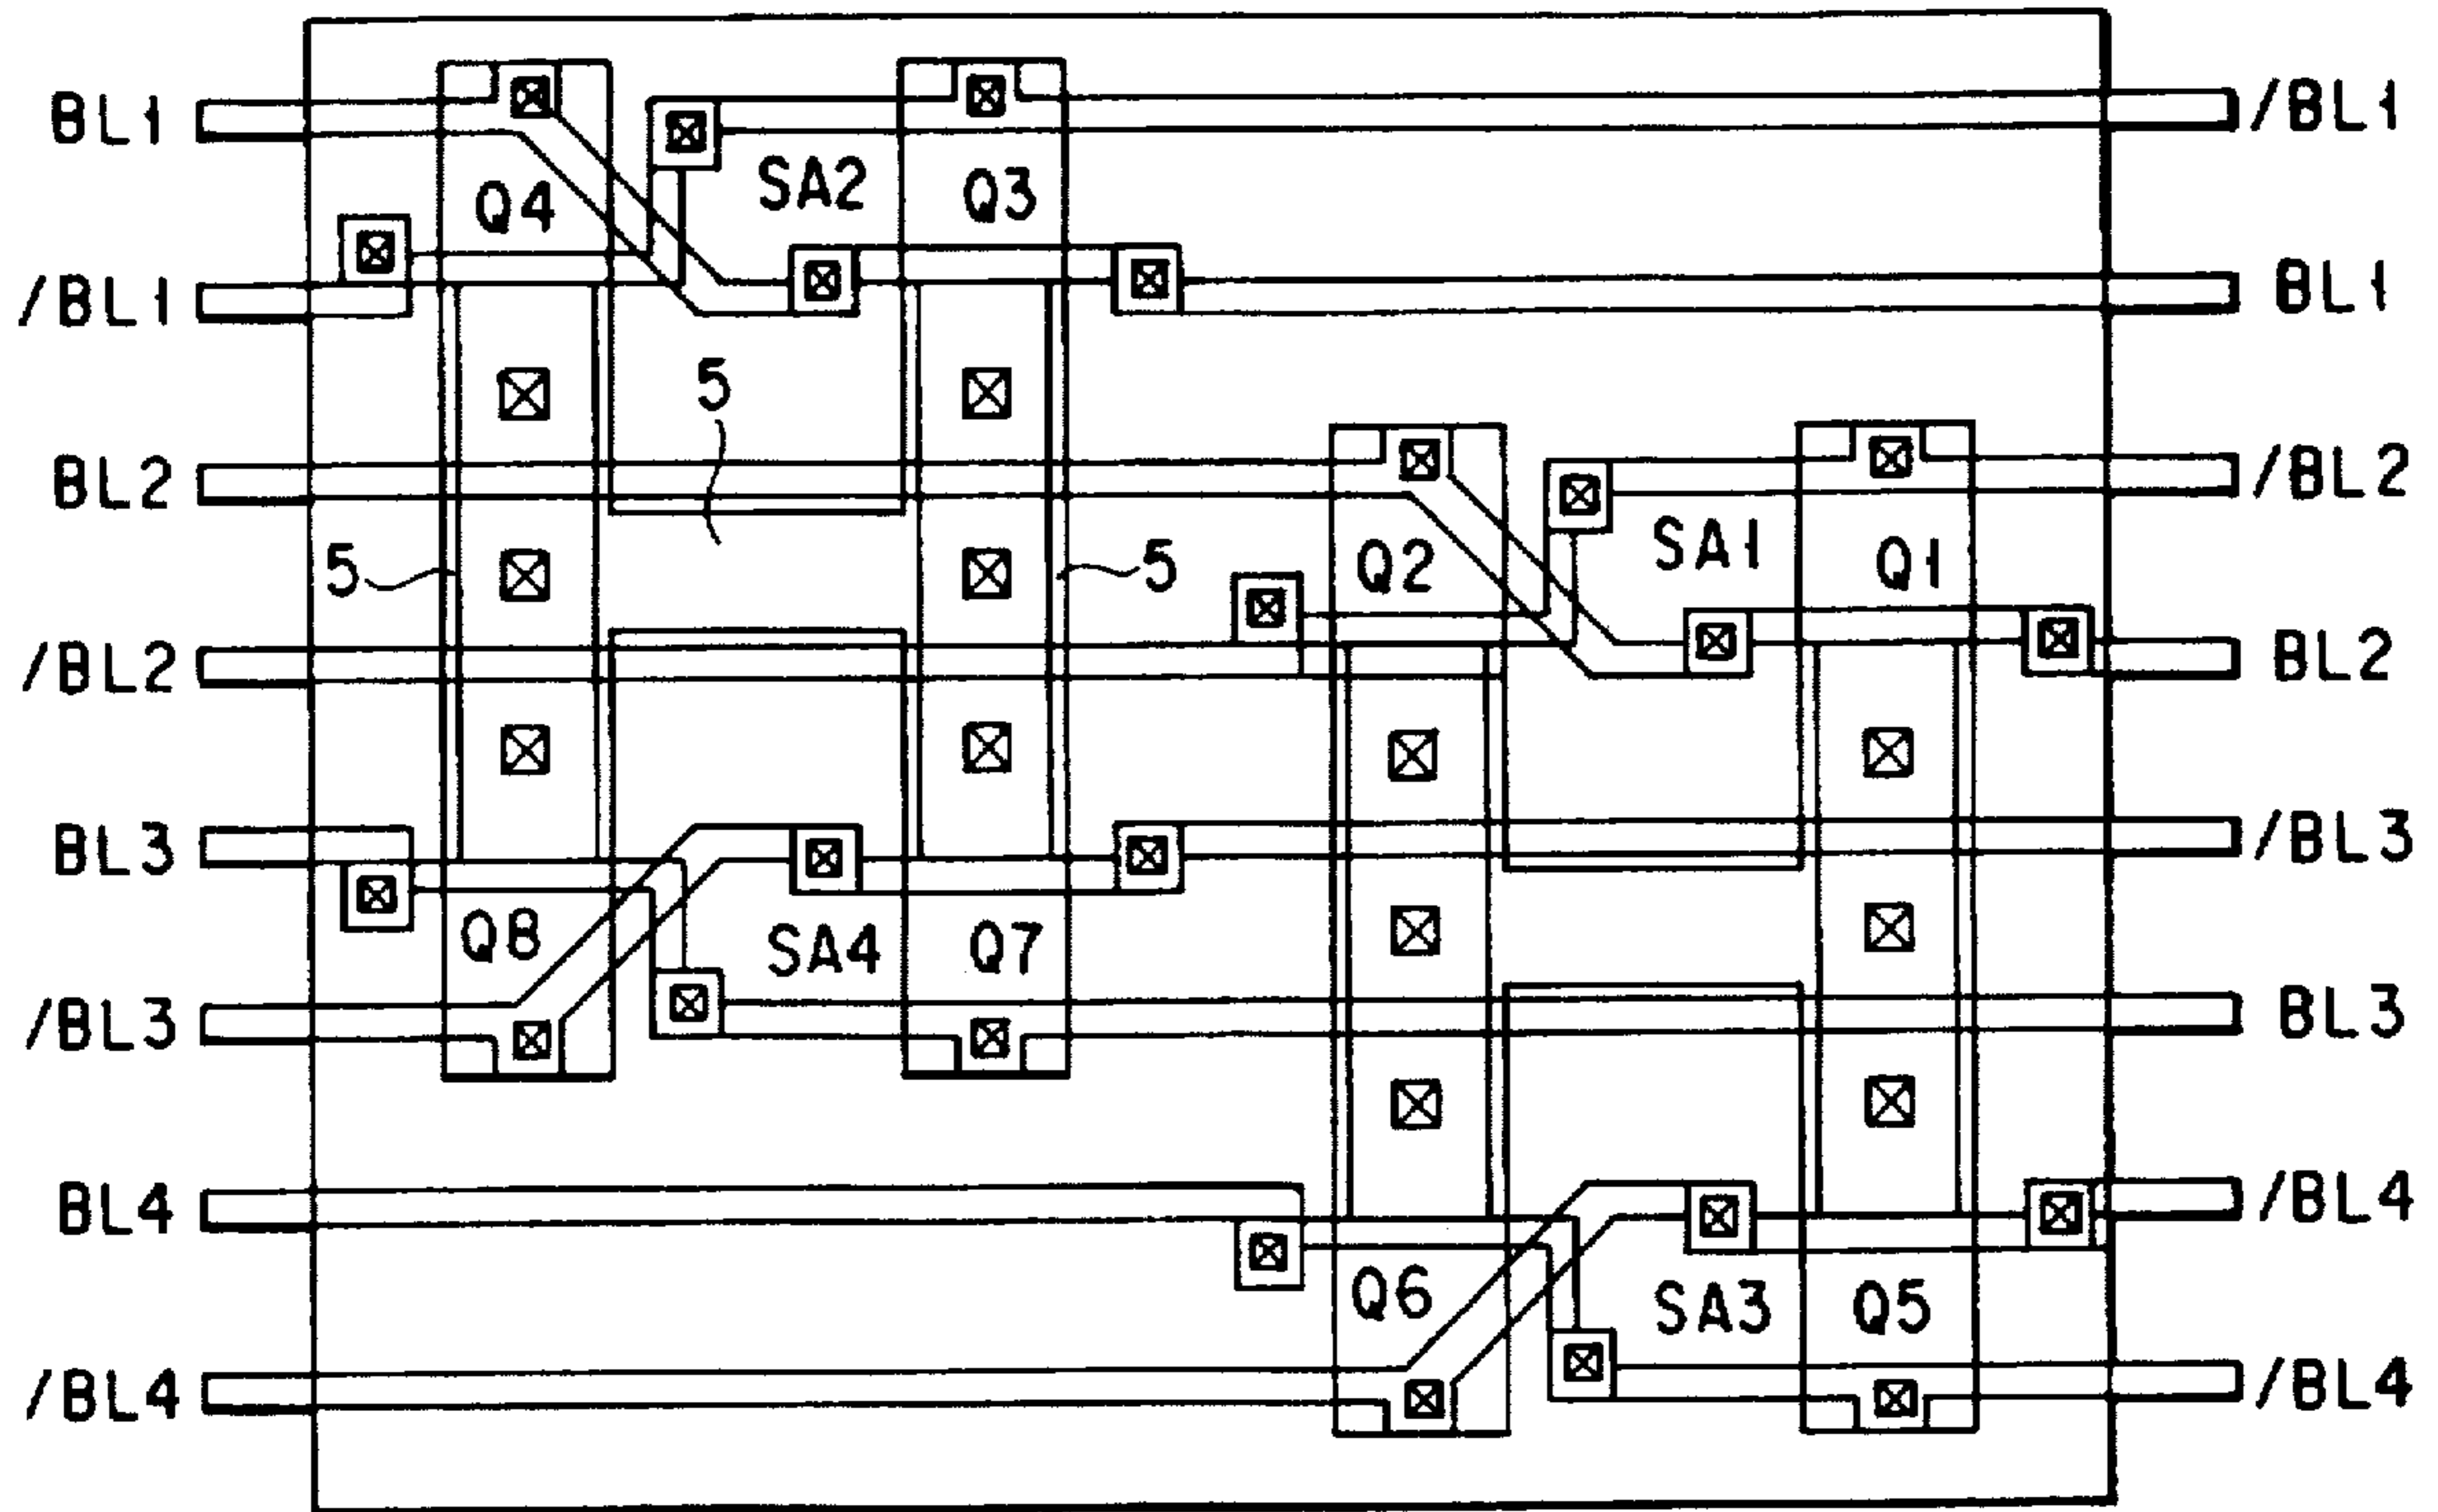 BL1 /BL1
SA2
Q4 Q3
/BL1 BL1
5
BL2 /BL2
SA1
5 5 Q2 Q1
/BL2 BL2
BL3 /BL3
Q8 SA4 Q7
/BL3 BL3
BL4 /BL4
Q6 SA3 Q5
/BL4 /BL4